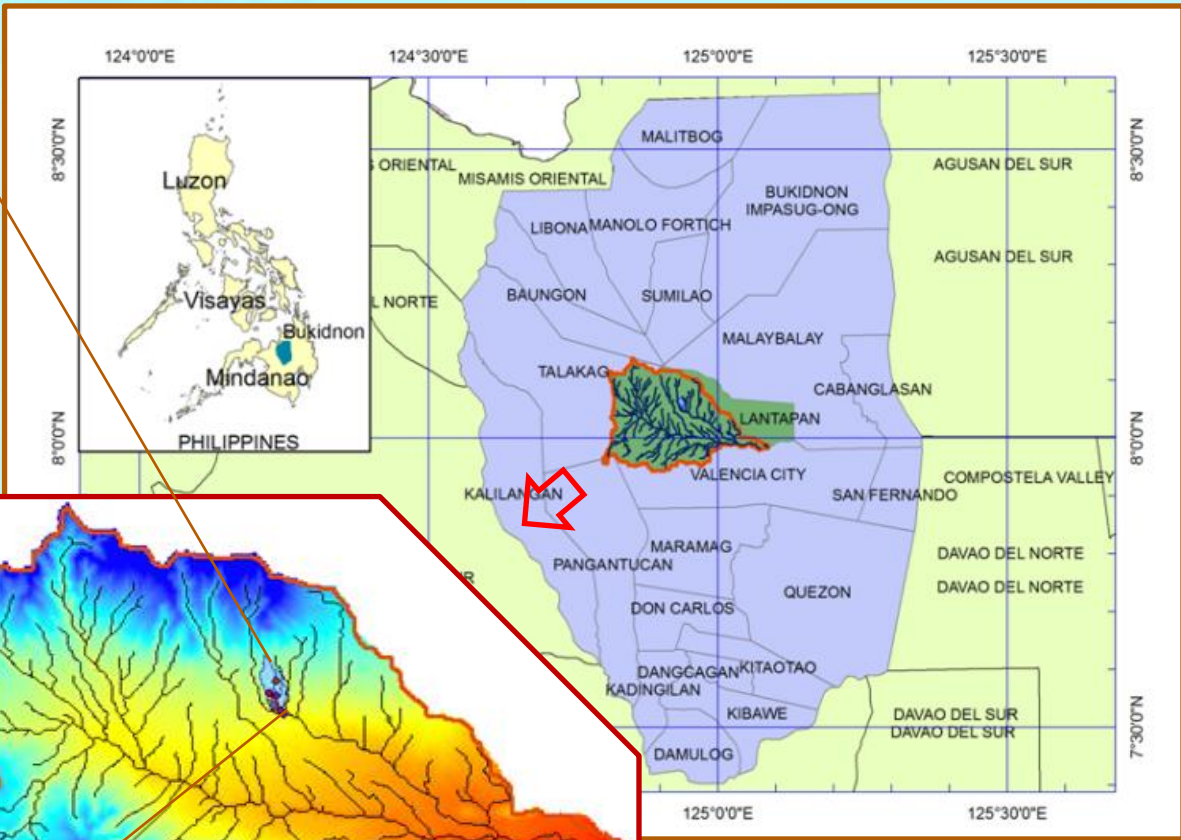 124°0'0"E
124°30'0"E
125°0'0"E
125°30'0"E
8°30'0"N
8°30'0"N
8°0'0"N
8°0'0"N
7°30'0"N
Luzon
Visayas
Bukidnon
Mindanao
PHILIPPINES
MALITBOG
S ORIENTAL
MISAMIS ORIENTAL
AGUSAN DEL SUR
BUKIDNON
IMPASUG-ONG
LIBONA
MANOLO FORTICH
AGUSAN DEL SUR
L NORTE
BAUNGON
SUMILAO
MALAYBALAY
TALAKAG
CABANGLASAN
LANTAPAN
VALENCIA CITY
COMPOSTELA VALLEY
KALILANGAN
SAN FERNANDO
MARAMAG
DAVAO DEL NORTE
PANGANTUCAN
R
DAVAO DEL NORTE
QUEZON
DON CARLOS
DANGCAGAN
KITAOTAO
KADINGILAN
KIBAWE
DAVAO DEL SUR
DAVAO DEL SUR
DAMULOG
125°0'0"E
125°30'0"E